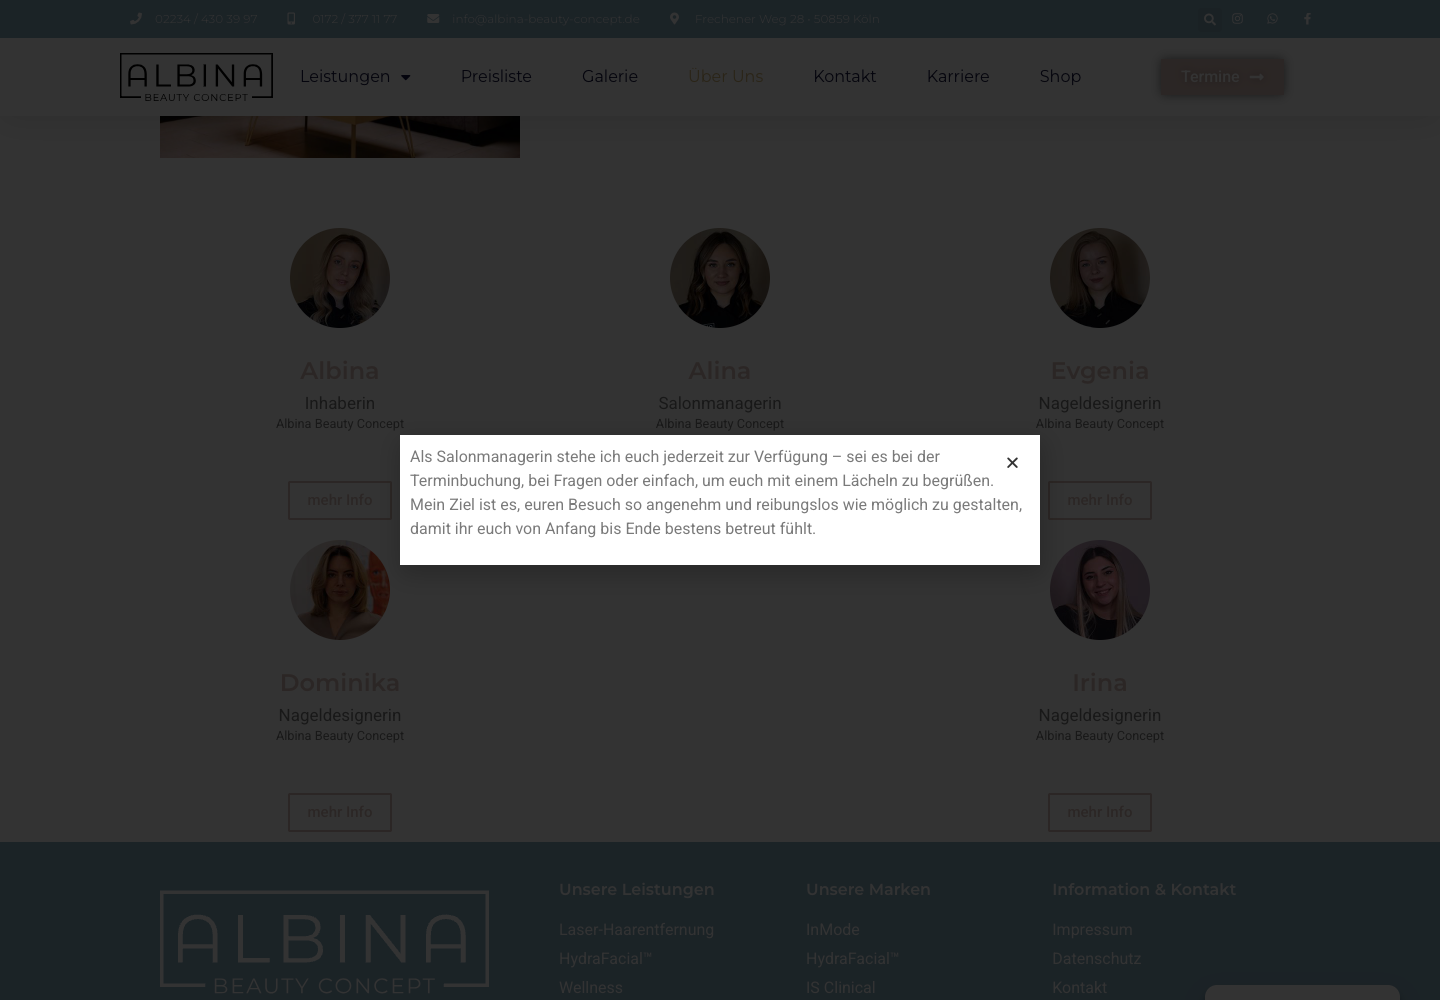 02234 / 430 39 97
0172 / 377 11 77
info@albina-beauty-concept.de
Frechener Weg 28 · 50859 Köln
ALBINA
BEAUTY CONCEPT
Leistungen
Preisliste
Galerie
Über Uns
Kontakt
Karriere
Shop
Termine
Albina
Inhaberin
Albina Beauty Concept
mehr Info
Alina
Salonmanagerin
Albina Beauty Concept
Evgenia
Nageldesignerin
Albina Beauty Concept
mehr Info
Als Salonmanagerin stehe ich euch jederzeit zur Verfügung – sei es bei der
Terminbuchung, bei Fragen oder einfach, um euch mit einem Lächeln zu begrüßen.
Mein Ziel ist es, euren Besuch so angenehm und reibungslos wie möglich zu gestalten,
damit ihr euch von Anfang bis Ende bestens betreut fühlt.
Dominika
Nageldesignerin
Albina Beauty Concept
mehr Info
Irina
Nageldesignerin
Albina Beauty Concept
mehr Info
ALBINA
BEAUTY CONCEPT
Unsere Leistungen
Laser-Haarentfernung
HydraFacial™
Wellness
Unsere Marken
InMode
HydraFacial™
IS Clinical
Information & Kontakt
Impressum
Datenschutz
Kontakt